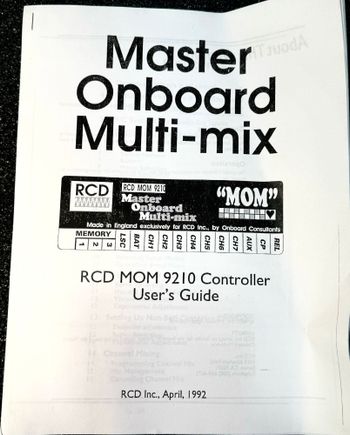 Master
Onboard
Multi-mix
RCD
RCD MOM 9210
"MOM"
Master
Onboard
Multi-mix
Made in England exclusively for RCD Inc., by Onboard Consultants
MEMORY
1 2 3 LSC BAT CH1 CH2 CH3 CH4 CH5 CH6 CH7 AUX CP REL
RCD MOM 9210 Controller
User's Guide
RCD Inc., April, 1992